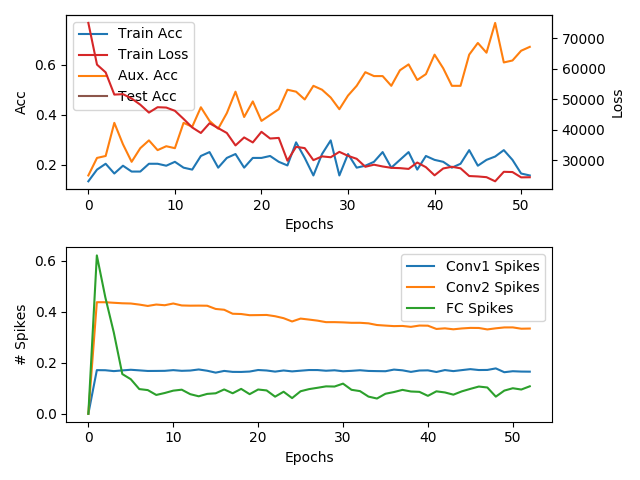 Train Acc
Train Loss
Aux. Acc
Test Acc
Acc
Loss
0.6
0.4
0.2
70000
60000
50000
40000
30000
0 10 20 30 40 50
Epochs
Conv1 Spikes
Conv2 Spikes
FC Spikes
# Spikes
0.6
0.4
0.2
0.0
0 10 20 30 40 50
Epochs